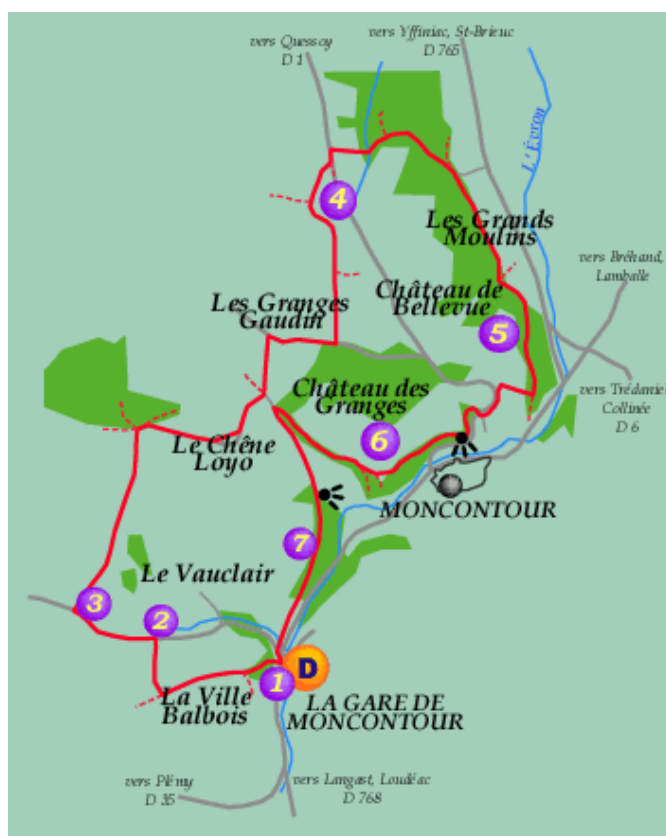 vers Yffiniac, St-Brieuc
D 765
vers Quessoy
D 1
L'Évron
4
Les Grands
Moulins
vers Bréhand,
Lamballe
Château de
Bellevue
Les Granges
Gaudin
5
Château des
Granges
vers Trédaniel
Collinée
D 6
6
Le Chêne
Loyo
MONCONTOUR
7
Le Vauclair
3
2
D
1
La Ville
Balbois
LA GARE DE
MONCONTOUR
vers Plémy
D 35
vers Langast, Loudéac
D 768